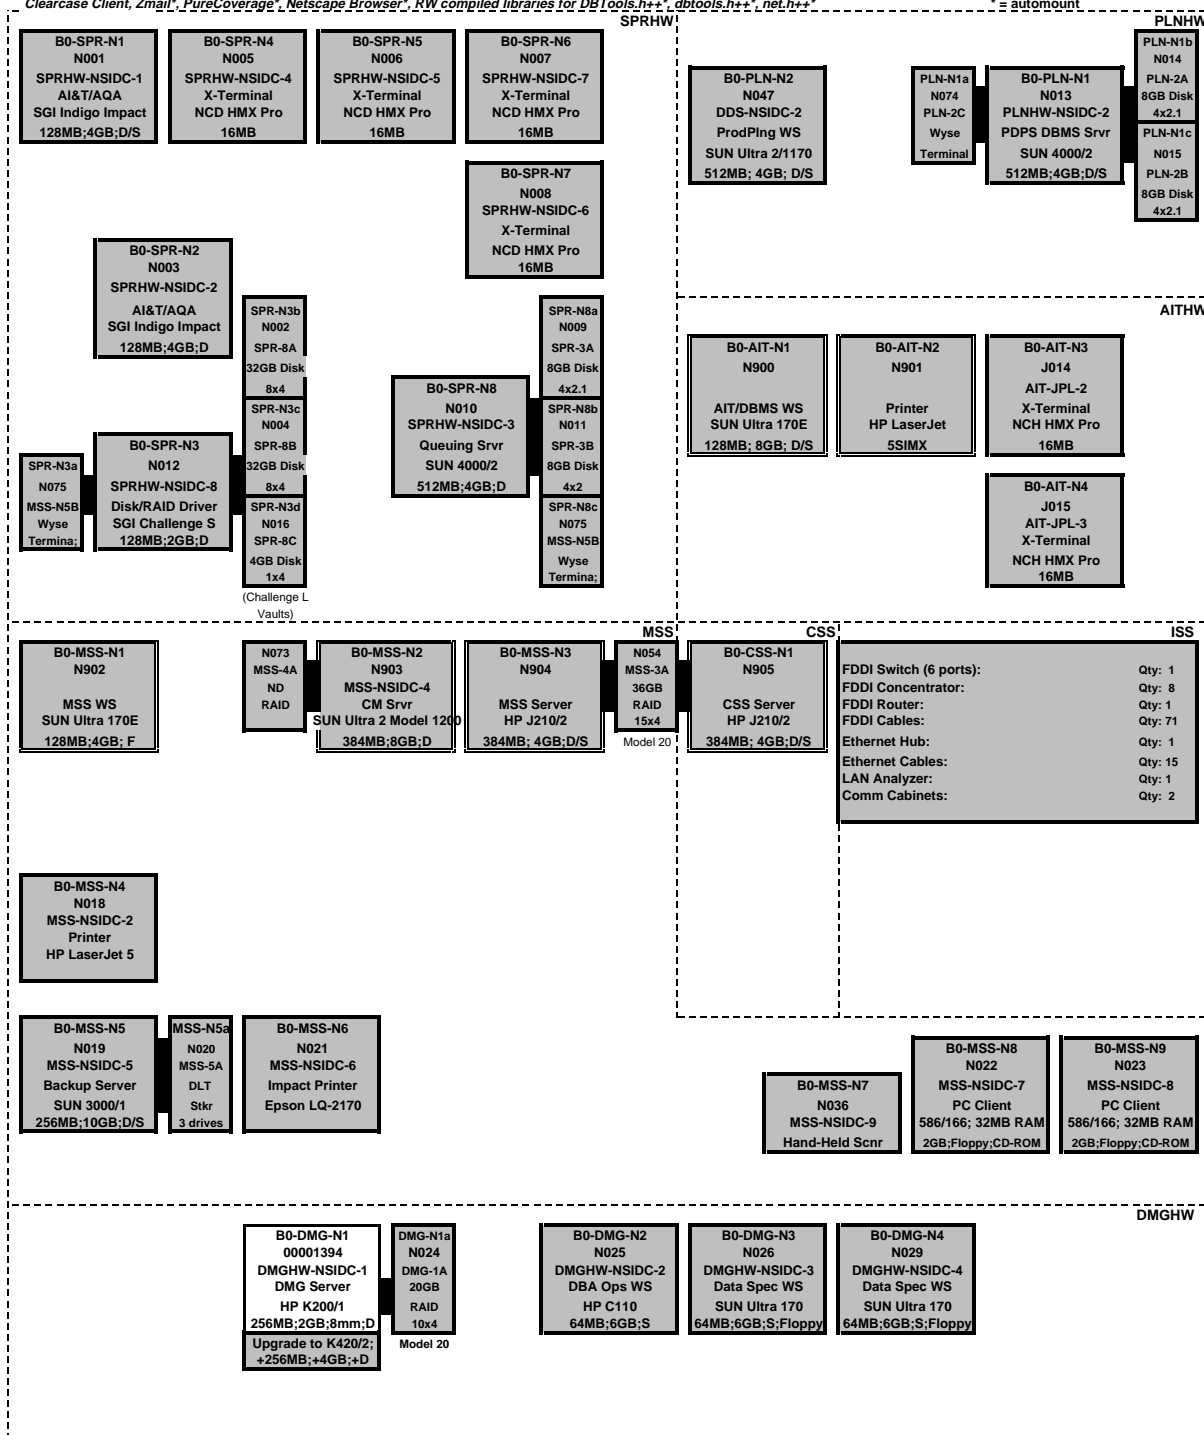 Clearcase Client, Zmail*, PureCoverage*, Netscape Browser*, RW compiled libraries for DBTools.h++*, dbtools.h++*, net.h++*
* = automount
SPRHW
B0-SPR-N1
N001
SPRHW-NSIDC-1
AI&T/AQA
SGI Indigo Impact
128MB;4GB;D/S
B0-SPR-N4
N005
SPRHW-NSIDC-4
X-Terminal
NCD HMX Pro
16MB
B0-SPR-N5
N006
SPRHW-NSIDC-5
X-Terminal
NCD HMX Pro
16MB
B0-SPR-N6
N007
SPRHW-NSIDC-7
X-Terminal
NCD HMX Pro
16MB
B0-SPR-N7
N008
SPRHW-NSIDC-6
X-Terminal
NCD HMX Pro
16MB
B0-SPR-N2
N003
SPRHW-NSIDC-2
AI&T/AQA
SGI Indigo Impact
128MB;4GB;D
SPR-N3a
N075
MSS-N5B
Wyse
Termina;
B0-SPR-N3
N012
SPRHW-NSIDC-8
Disk/RAID Driver
SGI Challenge S
128MB;2GB;D
SPR-N3b
N002
SPR-8A
32GB Disk
8x4
SPR-N3c
N004
SPR-8B
32GB Disk
8x4
SPR-N3d
N016
SPR-8C
4GB Disk
1x4
(Challenge L
Vaults)
B0-SPR-N8
N010
SPRHW-NSIDC-3
Queuing Srvr
SUN 4000/2
512MB;4GB;D
SPR-N8a
N009
SPR-3A
8GB Disk
4x2.1
SPR-N8b
N011
SPR-3B
8GB Disk
4x2
SPR-N8c
N075
MSS-N5B
Wyse
Termina;
PLNHW
B0-PLN-N2
N047
DDS-NSIDC-2
ProdPlng WS
SUN Ultra 2/1170
512MB; 4GB; D/S
PLN-N1a
N074
PLN-2C
Wyse
Terminal
B0-PLN-N1
N013
PLNHW-NSIDC-2
PDPS DBMS Srvr
SUN 4000/2
512MB;4GB;D/S
PLN-N1b
N014
PLN-2A
8GB Disk
4x2.1
PLN-N1c
N015
PLN-2B
8GB Disk
4x2.1
AITHW
B0-AIT-N1
N900
AIT/DBMS WS
SUN Ultra 170E
128MB; 8GB; D/S
B0-AIT-N2
N901
Printer
HP LaserJet
5SIMX
B0-AIT-N3
J014
AIT-JPL-2
X-Terminal
NCH HMX Pro
16MB
B0-AIT-N4
J015
AIT-JPL-3
X-Terminal
NCH HMX Pro
16MB
MSS
B0-MSS-N1
N902
MSS WS
SUN Ultra 170E
128MB;4GB; F
N073
MSS-4A
ND
RAID
B0-MSS-N2
N903
MSS-NSIDC-4
CM Srvr
SUN Ultra 2 Model 1200
384MB;8GB;D
B0-MSS-N3
N904
MSS Server
HP J210/2
384MB; 4GB;D/S
N054
MSS-3A
36GB
RAID
15x4
Model 20
CSS
B0-CSS-N1
N905
CSS Server
HP J210/2
384MB; 4GB;D/S
ISS
FDDI Switch (6 ports): Qty: 1
FDDI Concentrator: Qty: 8
FDDI Router: Qty: 1
FDDI Cables: Qty: 71
Ethernet Hub: Qty: 1
Ethernet Cables: Qty: 15
LAN Analyzer: Qty: 1
Comm Cabinets: Qty: 2
B0-MSS-N4
N018
MSS-NSIDC-2
Printer
HP LaserJet 5
B0-MSS-N5
N019
MSS-NSIDC-5
Backup Server
SUN 3000/1
256MB;10GB;D/S
MSS-N5a
N020
MSS-5A
DLT
Stkr
3 drives
B0-MSS-N6
N021
MSS-NSIDC-6
Impact Printer
Epson LQ-2170
B0-MSS-N7
N036
MSS-NSIDC-9
Hand-Held Scnr
B0-MSS-N8
N022
MSS-NSIDC-7
PC Client
586/166; 32MB RAM
2GB;Floppy;CD-ROM
B0-MSS-N9
N023
MSS-NSIDC-8
PC Client
586/166; 32MB RAM
2GB;Floppy;CD-ROM
DMGHW
B0-DMG-N1
00001394
DMGHW-NSIDC-1
DMG Server
HP K200/1
256MB;2GB;8mm;D
Upgrade to K420/2;
+256MB;+4GB;+D
DMG-N1a
N024
DMG-1A
20GB
RAID
10x4
Model 20
B0-DMG-N2
N025
DMGHW-NSIDC-2
DBA Ops WS
HP C110
64MB;6GB;S
B0-DMG-N3
N026
DMGHW-NSIDC-3
Data Spec WS
SUN Ultra 170
64MB;6GB;S;Floppy
B0-DMG-N4
N029
DMGHW-NSIDC-4
Data Spec WS
SUN Ultra 170
64MB;6GB;S;Floppy